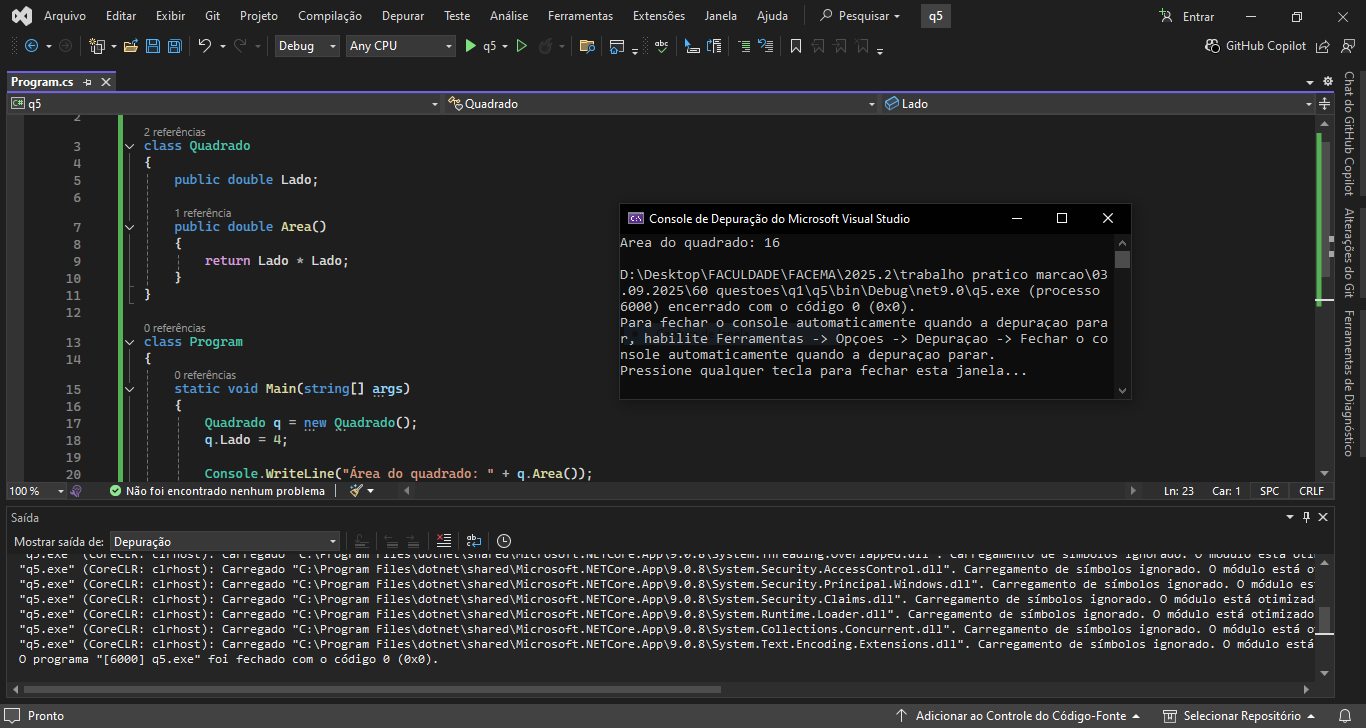 Arquivo Editar Exibir Git Projeto Compilação Depurar Teste Análise Ferramentas Extensões Janela Ajuda Pesquisar q5 Entrar
Debug Any CPU q5 GitHub Copilot
Program.cs
q5 Quadrado Lado
2
2 referências
3 class Quadrado
4 {
5 public double Lado;
6
1 referência
7 public double Area()
8 {
9 return Lado * Lado;
10 }
11 }
12
0 referências
13 class Program
14 {
0 referências
15 static void Main(string[] args)
16 {
17 Quadrado q = new Quadrado();
18 q.Lado = 4;
19
20 Console.WriteLine("Área do quadrado: " + q.Area());
Console de Depuração do Microsoft Visual Studio
Area do quadrado: 16
D:\Desktop\FACULDADE\FACEMA\2025.2\trabalho pratico marcao\03
.09.2025\60 questoes\q1\q5\bin\Debug\net9.0\q5.exe (processo
6000) encerrado com o código 0 (0x0).
Para fechar o console automaticamente quando a depuraçao para
r, habilite Ferramentas -> Opçoes -> Depuraçao -> Fechar o co
nsole automaticamente quando a depuraçao parar.
Pressione qualquer tecla para fechar esta janela...
Chat do GitHub Copilot
Alterações do Git
Ferramentas de Diagnóstico
100 % Não foi encontrado nenhum problema Ln: 23 Car: 1 SPC CRLF
Saída
Mostrar saída de: Depuração
"q5.exe" (CoreCLR: clrhost): Carregado "C:\Program Files\dotnet\shared\Microsoft.NETCore.App\9.0.8\System.Threading.Overlapped.dll". Carregamento de símbolos ignorado. O módulo está oti
"q5.exe" (CoreCLR: clrhost): Carregado "C:\Program Files\dotnet\shared\Microsoft.NETCore.App\9.0.8\System.Security.AccessControl.dll". Carregamento de símbolos ignorado. O módulo está o
"q5.exe" (CoreCLR: clrhost): Carregado "C:\Program Files\dotnet\shared\Microsoft.NETCore.App\9.0.8\System.Security.Principal.Windows.dll". Carregamento de símbolos ignorado. O módulo es
"q5.exe" (CoreCLR: clrhost): Carregado "C:\Program Files\dotnet\shared\Microsoft.NETCore.App\9.0.8\System.Security.Claims.dll". Carregamento de símbolos ignorado. O módulo está otimizad
"q5.exe" (CoreCLR: clrhost): Carregado "C:\Program Files\dotnet\shared\Microsoft.NETCore.App\9.0.8\System.Runtime.Loader.dll". Carregamento de símbolos ignorado. O módulo está otimizado
"q5.exe" (CoreCLR: clrhost): Carregado "C:\Program Files\dotnet\shared\Microsoft.NETCore.App\9.0.8\System.Collections.Concurrent.dll". Carregamento de símbolos ignorado. O módulo está o
"q5.exe" (CoreCLR: clrhost): Carregado "C:\Program Files\dotnet\shared\Microsoft.NETCore.App\9.0.8\System.Text.Encoding.Extensions.dll". Carregamento de símbolos ignorado. O módulo está
O programa "[6000] q5.exe" foi fechado com o código 0 (0x0).
Pronto Adicionar ao Controle do Código-Fonte Selecionar Repositório